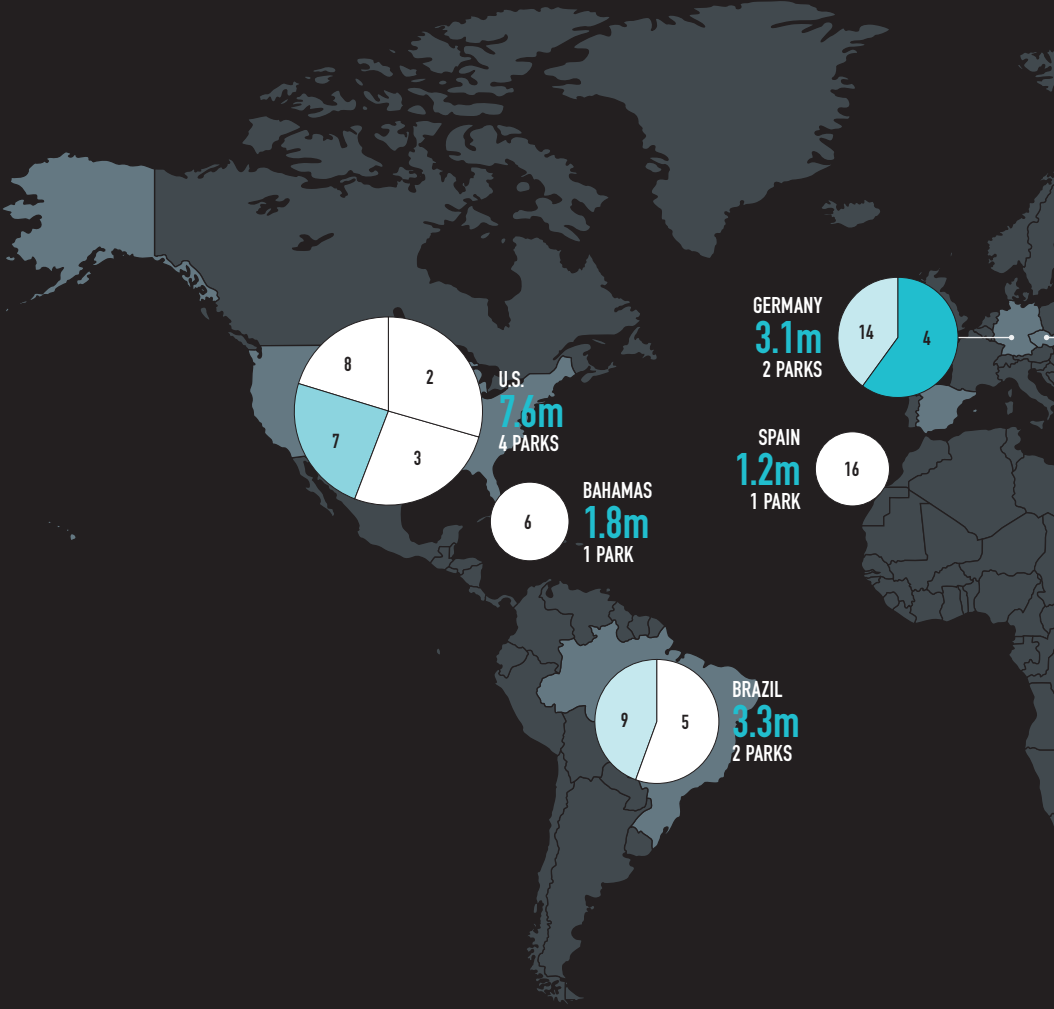 GERMANY
3.1m
2 PARKS
14
4
8
2
7
3
U.S.
7.6m
4 PARKS
SPAIN
1.2m
1 PARK
16
6
BAHAMAS
1.8m
1 PARK
9
5
BRAZIL
3.3m
2 PARKS